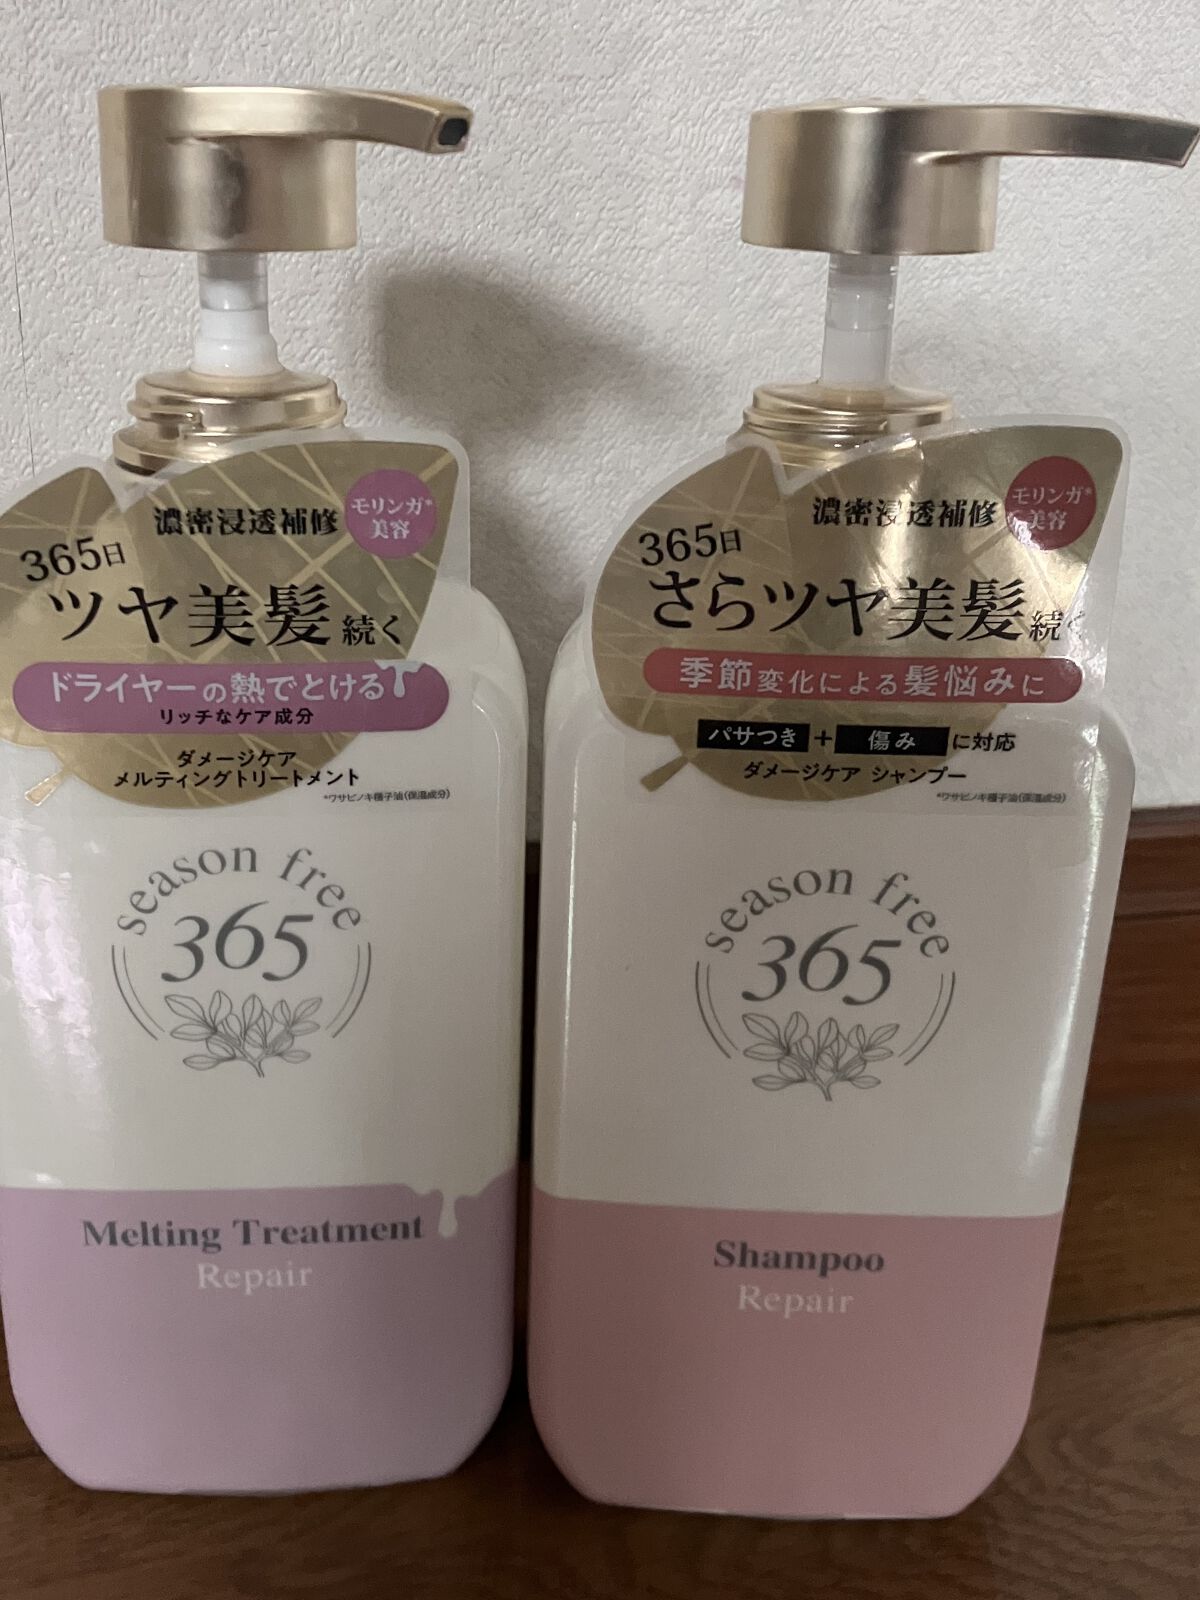 濃密浸透補修
モリンガ*
美容
365日
ツヤ美髪続く
ドライヤーの熱でとける
リッチなケア成分
ダメージケア
メルティングトリートメント
*ワサビノキ種子油(保湿成分)
season free
365
Melting Treatment
Repair
濃密浸透補修
モリンガ*
美容
365日
さらツヤ美髪続く
季節変化による髪悩みに
パサつき+傷みに対応
ダメージケア シャンプー
*ワサビノキ種子油(保湿成分)
season free
365
Shampoo
Repair